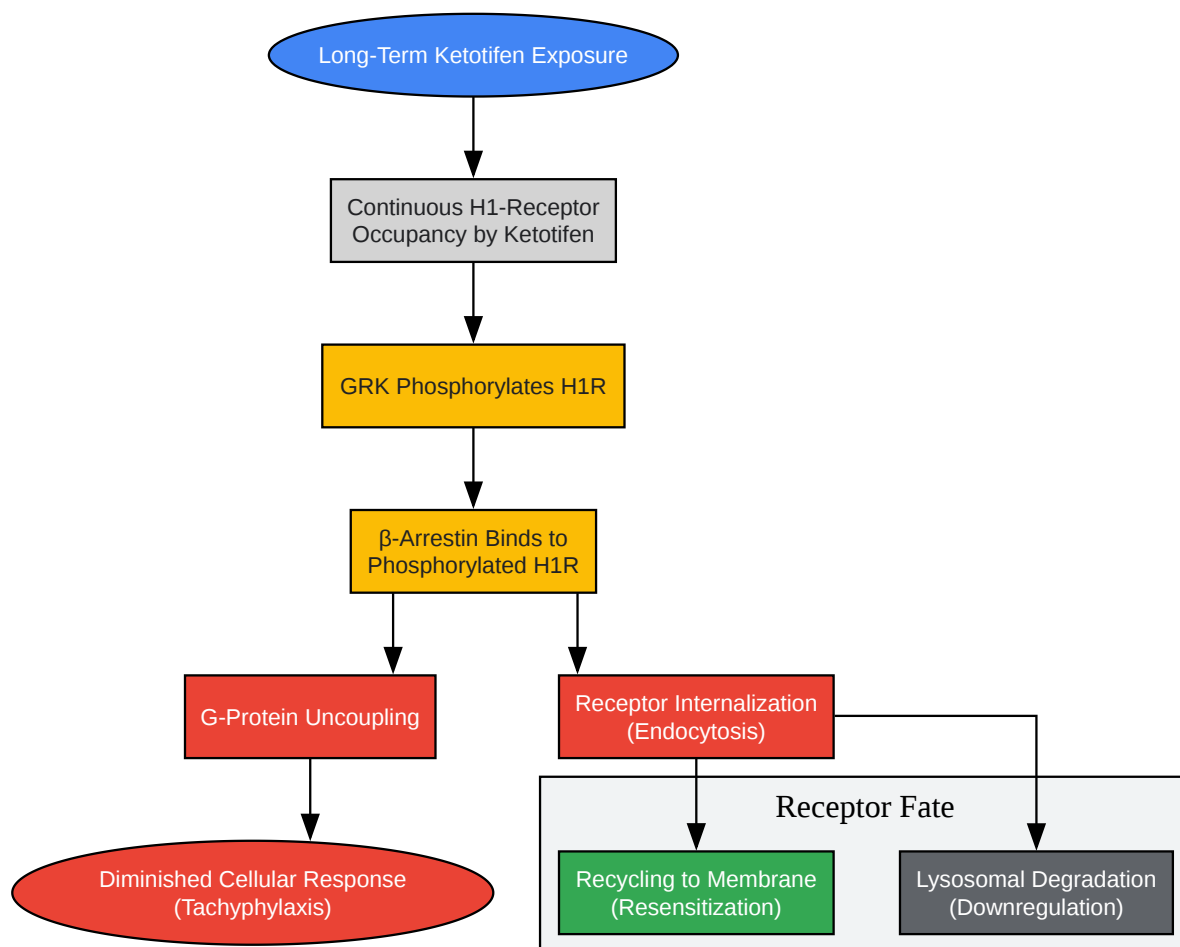 Long-Term Ketotifen Exposure
Continuous H1-Receptor
Occupancy by Ketotifen
GRK Phosphorylates H1R
β-Arrestin Binds to
Phosphorylated H1R
G-Protein Uncoupling
Receptor Internalization
(Endocytosis)
Receptor Fate
Diminished Cellular Response
(Tachyphylaxis)
Recycling to Membrane
(Resensitization)
Lysosomal Degradation
(Downregulation)